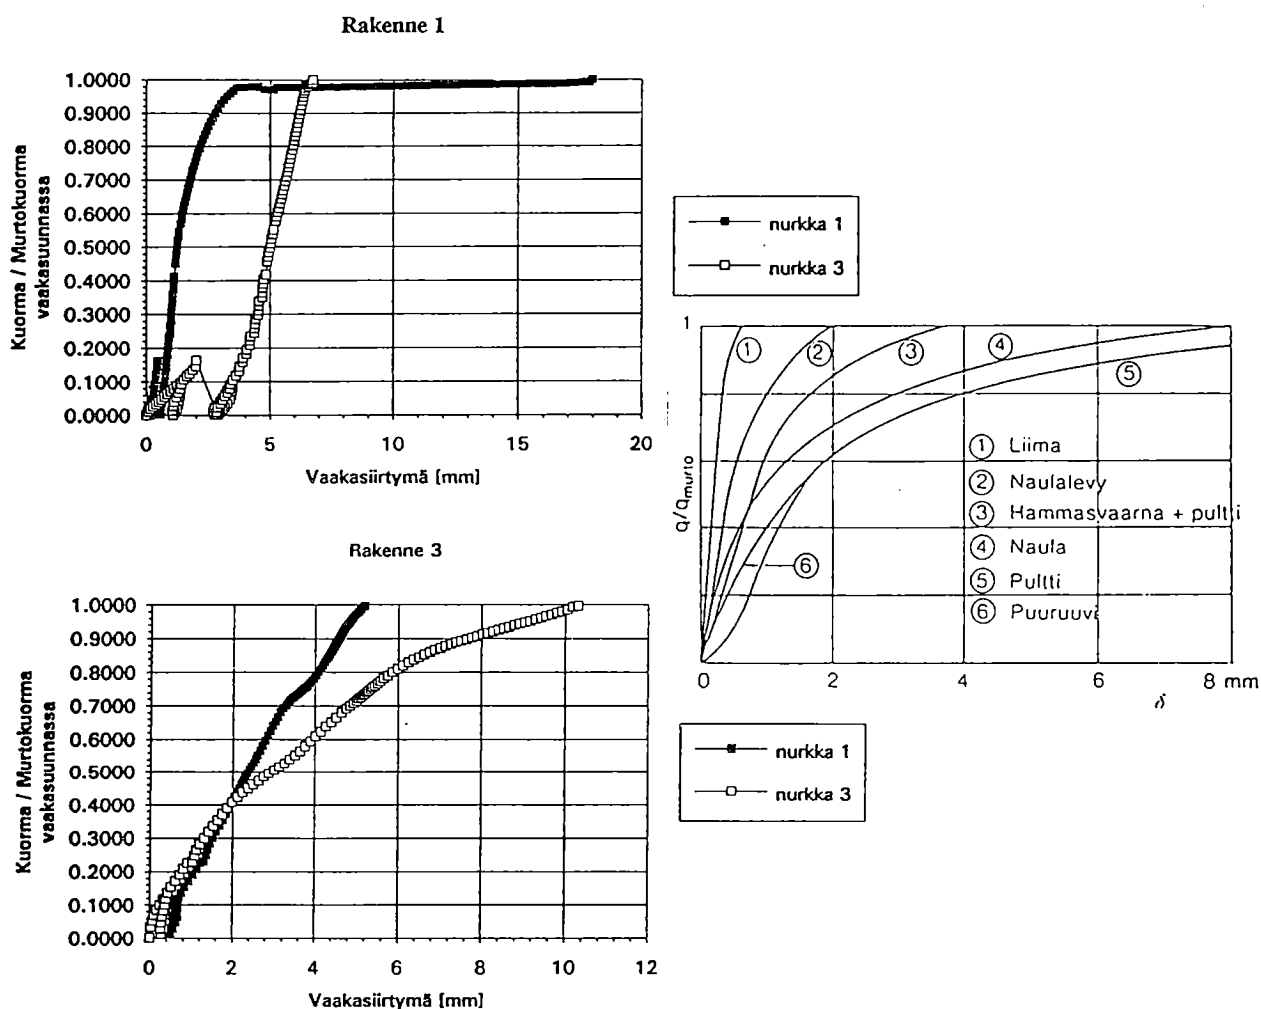 Rakenne 1
Kuorma / Murtokuorma
vaakasuunnassa
1.0000
0.9000
0.8000
0.7000
0.6000
0.5000
0.4000
0.3000
0.2000
0.1000
0.0000
0
5
10
15
20
Vaakasiirtymä [mm]
nurkka 1
nurkka 3
1
q/qmurto
1
2
3
4
5
6
1 Liima
2 Naulalevy
3 Hammasvaarna + pultti
4 Naula
5 Pultti
6 Puuruuvi
0
2
4
6
8 mm
δ
Rakenne 3
Kuorma / Murtokuorma
vaakasuunnassa
1.0000
0.9000
0.8000
0.7000
0.6000
0.5000
0.4000
0.3000
0.2000
0.1000
0.0000
0
2
4
6
8
10
12
Vaakasiirtymä [mm]
nurkka 1
nurkka 3